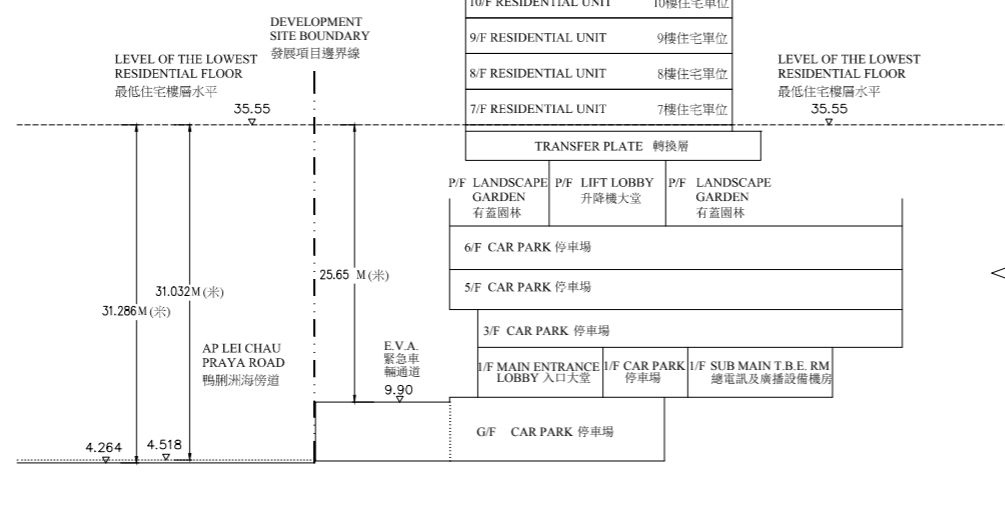 10/F RESIDENTIAL UNIT 10樓住宅單位
DEVELOPMENT
SITE BOUNDARY
發展項目邊界線
9/F RESIDENTIAL UNIT 9樓住宅單位
LEVEL OF THE LOWEST
RESIDENTIAL FLOOR
最低住宅樓層水平
35.55
8/F RESIDENTIAL UNIT 8樓住宅單位
LEVEL OF THE LOWEST
RESIDENTIAL FLOOR
最低住宅樓層水平
35.55
7/F RESIDENTIAL UNIT 7樓住宅單位
TRANSFER PLATE 轉換層
P/F LANDSCAPE
GARDEN
有蓋園林
P/F LIFT LOBBY
升降機大堂
P/F LANDSCAPE
GARDEN
有蓋園林
6/F CAR PARK 停車場
25.65 M(米)
5/F CAR PARK 停車場
31.032M(米)
31.286M(米)
3/F CAR PARK 停車場
AP LEI CHAU
PRAYA ROAD
鴨脷洲海傍道
E.V.A.
緊急車
輛通道
9.90
1/F MAIN ENTRANCE
LOBBY 入口大堂
1/F CAR PARK
停車場
1/F SUB MAIN T.B.E. RM
總電訊及廣播設備機房
G/F CAR PARK 停車場
4.264
4.518